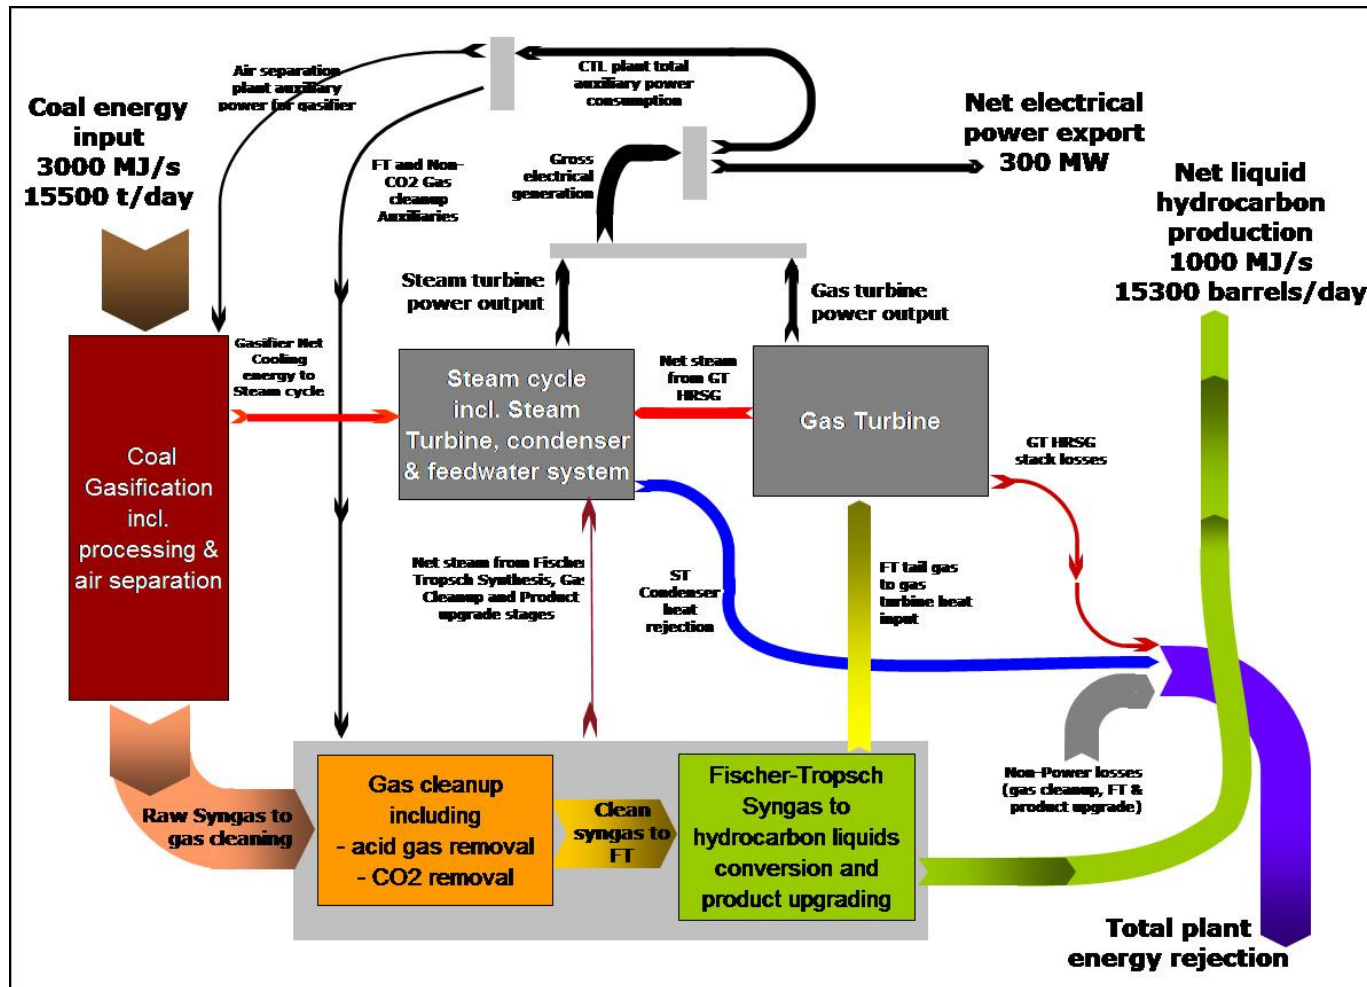 Air separation
plant auxiliary
power for gasifier
CTL plant total
auxiliary power
consumption
Coal energy
input
3000 MJ/s
15500 t/day
Net electrical
power export
300 MW
Gross
electrical
generation
FT and Non-
CO2 Gas
cleanup
Auxiliaries
Net liquid
hydrocarbon
production
1000 MJ/s
15300 barrels/day
Steam turbine
power output
Gas turbine
power output
Gasifier Net
Cooling
energy to
Steam cycle
Steam cycle
incl. Steam
Turbine, condenser
& feedwater system
Net steam
from GT
HRSG
Gas Turbine
GT HRSG
stack losses
Coal
Gasification
incl.
processing &
air separation
Net steam from Fischer
Tropsch Synthesis, Gas
Cleanup and Product
upgrade stages
ST
Condenser
heat
rejection
FT tail gas
to gas
turbine heat
input
Non-Power losses
(gas cleanup, FT &
product upgrade)
Raw Syngas to
gas cleaning
Gas cleanup
including
- acid gas removal
- CO2 removal
Clean
syngas to
FT
Fischer-Tropsch
Syngas to
hydrocarbon liquids
conversion and
product upgrading
Total plant
energy rejection